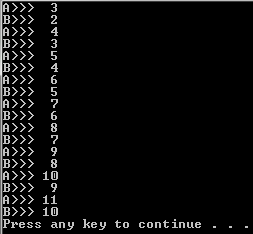 A>>>  3
B>>>  2
A>>>  4
B>>>  3
A>>>  5
B>>>  4
A>>>  6
B>>>  5
A>>>  7
B>>>  6
A>>>  8
B>>>  7
A>>>  9
B>>>  8
A>>> 10
B>>>  9
A>>> 11
B>>> 10
Press any key to continue . . .